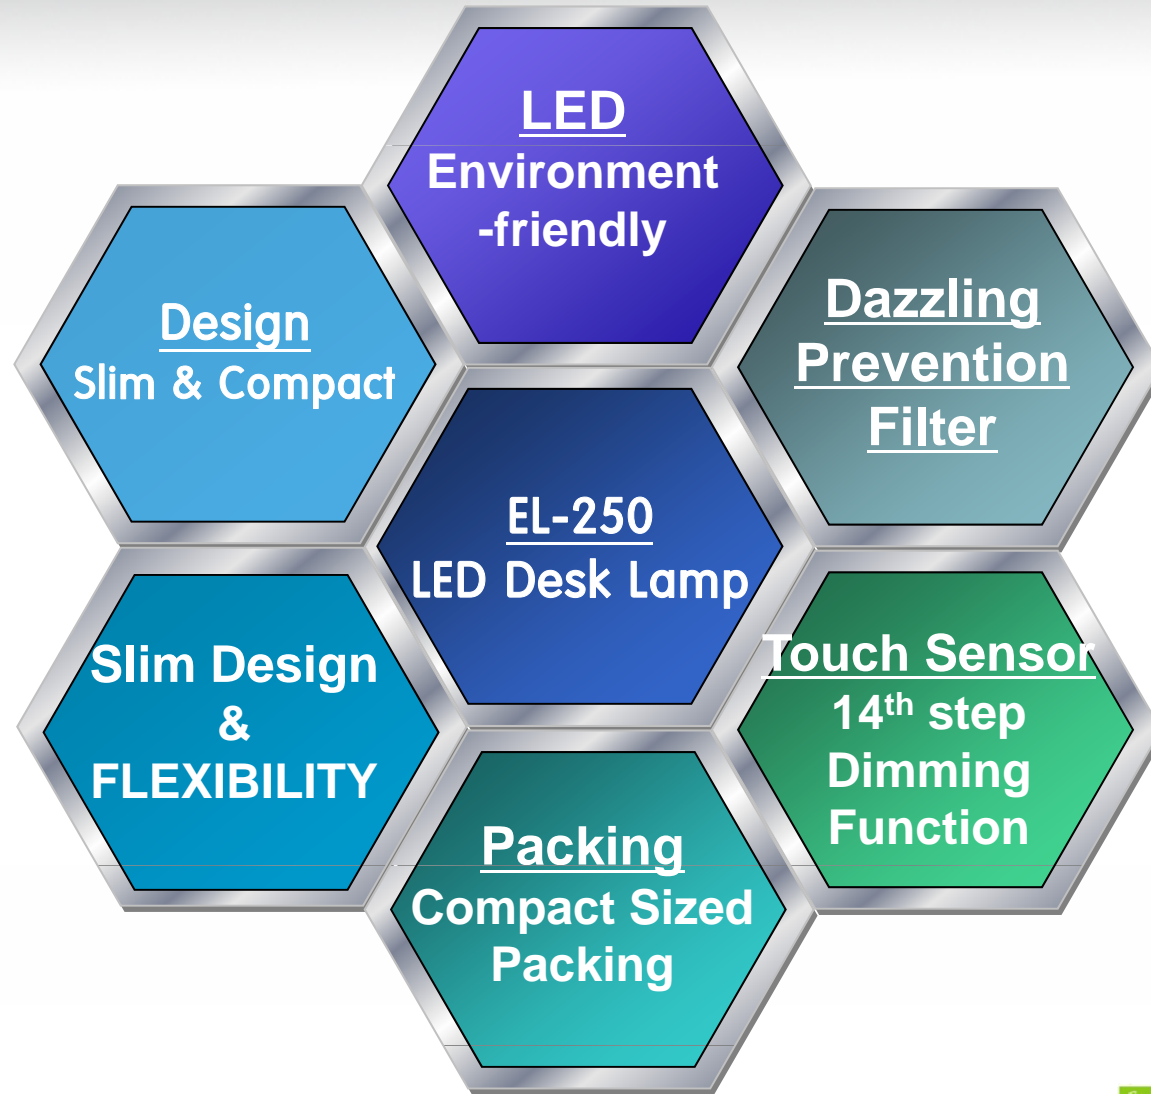 LED
Environment
-friendly
Design
Slim & Compact
Dazzling
Prevention
Filter
EL-250
LED Desk Lamp
Slim Design
&
FLEXIBILITY
Touch Sensor
14th step
Dimming
Function
Packing
Compact Sized
Packing